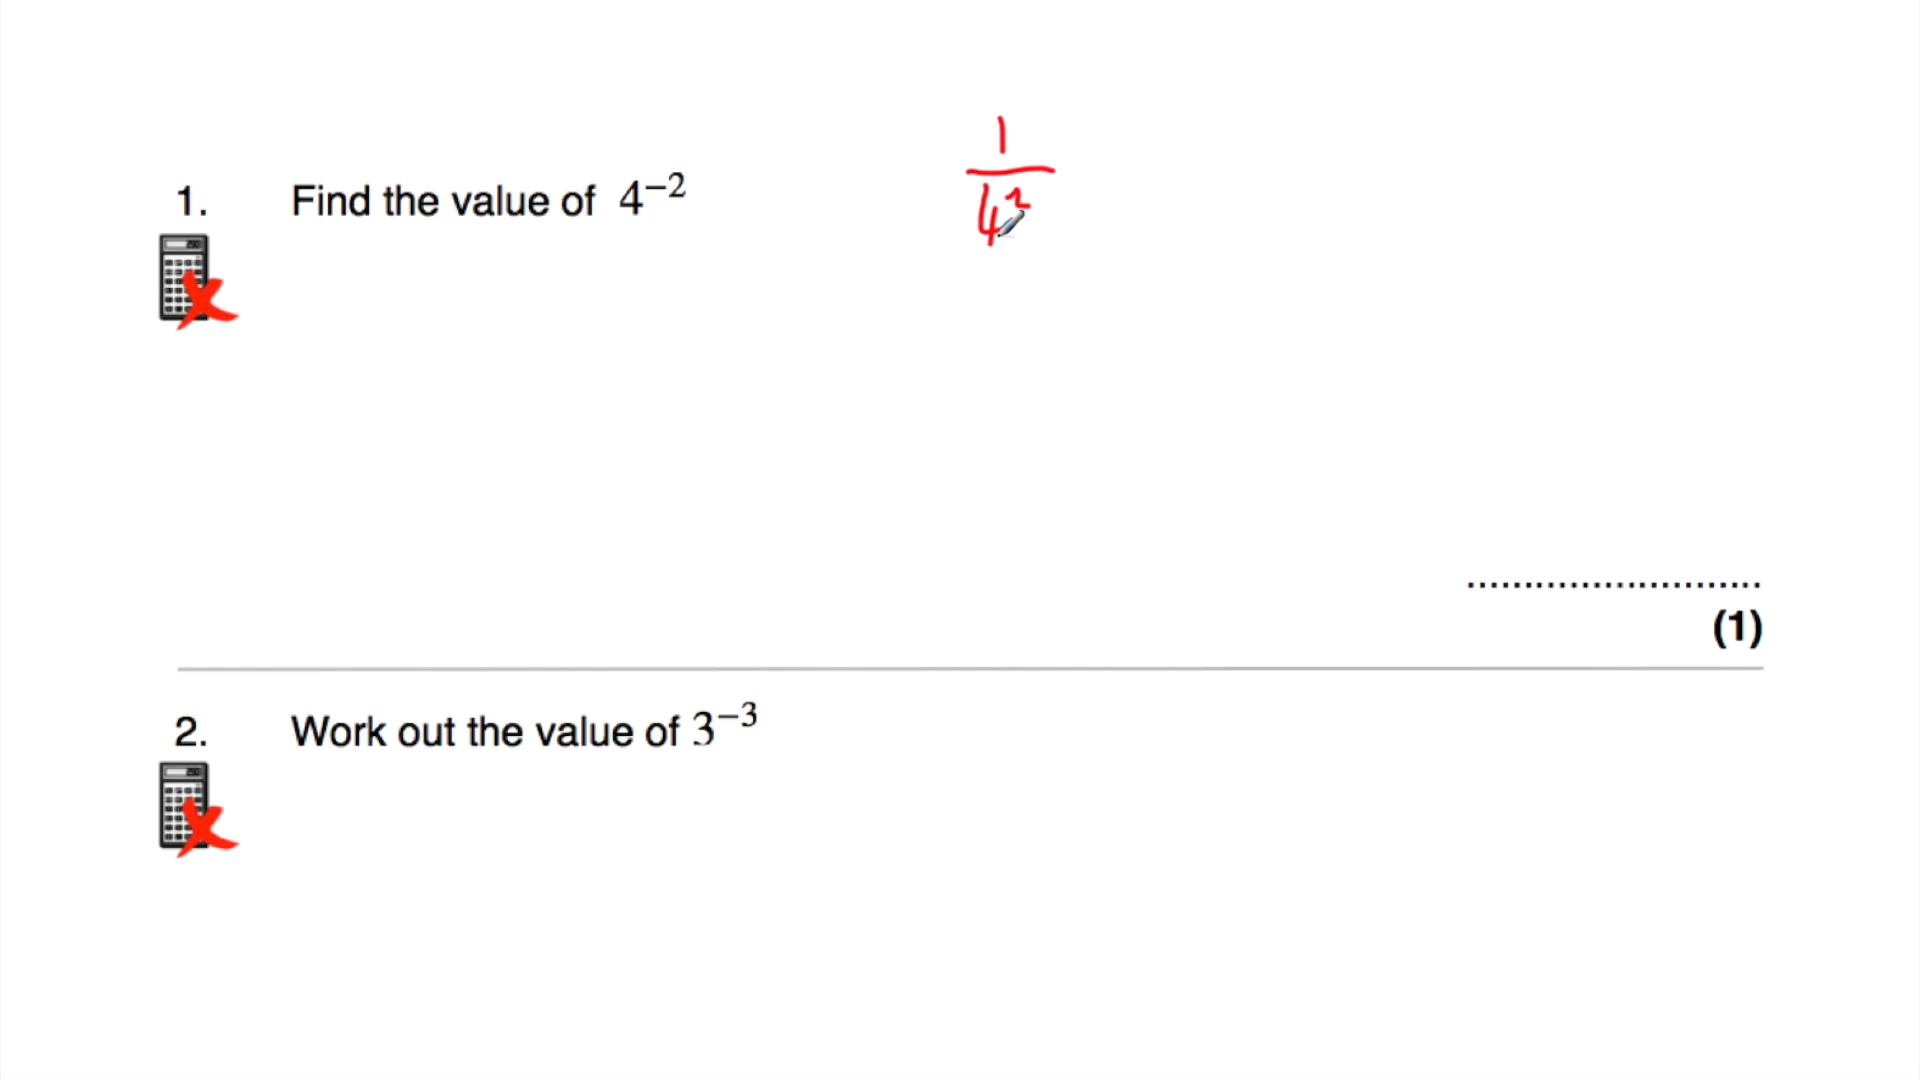 1. Find the value of 4⁻²
1
4²
(1)
2. Work out the value of 3⁻³